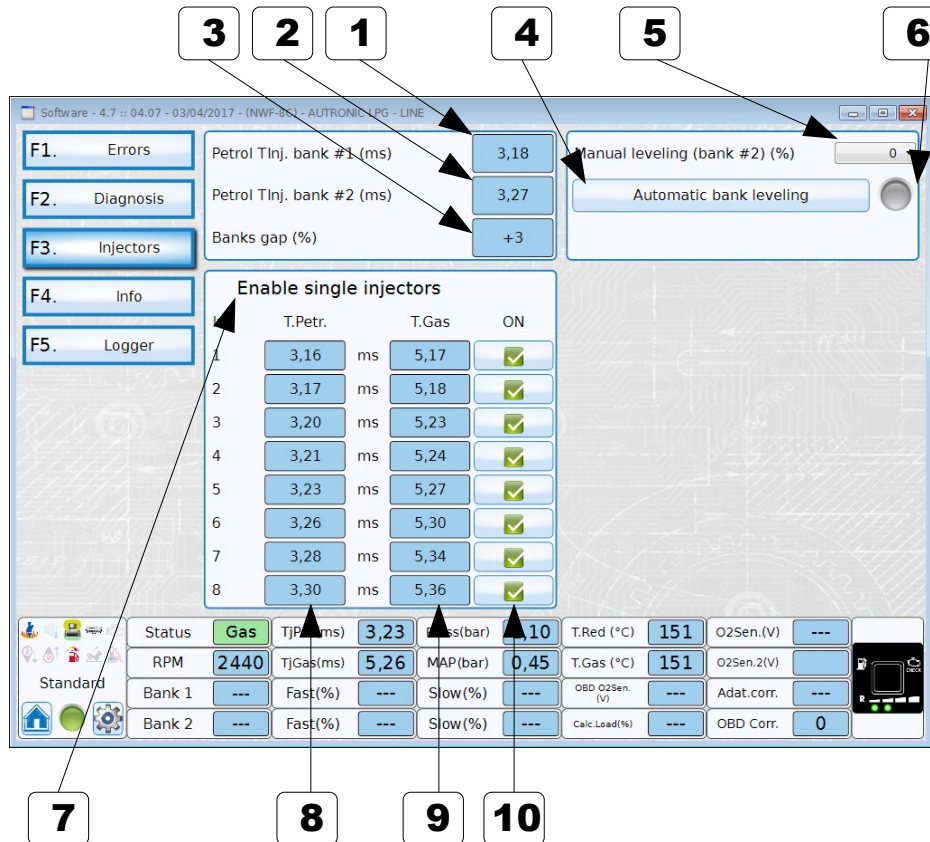 3 2 1 4 5 6
Software - 4.7 :: 04.07 - 03/04/2017 - (NWF-8G) - AUTRONIC LPG - LINE
F1. Errors
F2. Diagnosis
F3. Injectors
F4. Info
F5. Logger
Petrol TInj. bank #1 (ms) 3,18
Petrol TInj. bank #2 (ms) 3,27
Banks gap (%) +3
Manual leveling (bank #2) (%) 0
Automatic bank leveling
Enable single injectors
T.Petr. T.Gas ON
1 3,16 ms 5,17
2 3,17 ms 5,18
3 3,20 ms 5,23
4 3,21 ms 5,24
5 3,23 ms 5,27
6 3,26 ms 5,30
7 3,28 ms 5,34
8 3,30 ms 5,36
Standard
Status Gas (ms) 3,23 (bar) ,10 T.Red (°C) 151 O2Sen.(V) ---
RPM 2440 TjGas(ms) 5,26 MAP(bar) 0,45 T.Gas (°C) 151 O2Sen.2(V)
Bank 1 --- Fast(%) --- Slow(%) --- OBD O2Sen. (V) --- Adat.corr. ---
Bank 2 --- Fast(%) --- Slow(%) --- Calc.Load(%) --- OBD Corr. 0
CHECK
R
7 8 9 10